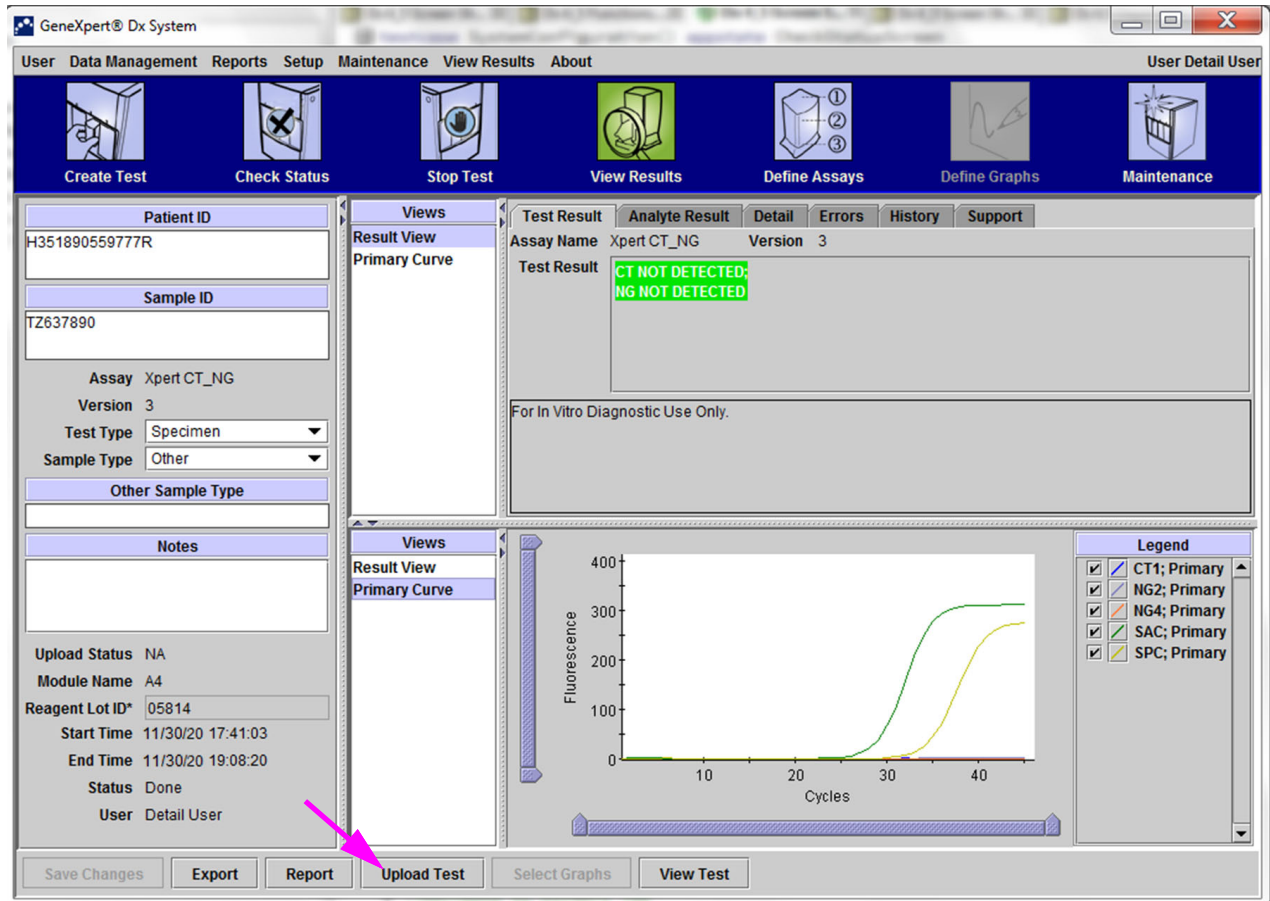 GeneXpert® Dx System
User Data Management Reports Setup Maintenance View Results About User Detail User
Create Test Check Status Stop Test View Results Define Assays Define Graphs Maintenance
① ② ③
Patient ID
H351890559777R
Sample ID
TZ637890
Assay Xpert CT_NG
Version 3
Test Type Specimen
Sample Type Other
Other Sample Type
Notes
Upload Status NA
Module Name A4
Reagent Lot ID* 05814
Start Time 11/30/20 17:41:03
End Time 11/30/20 19:08:20
Status Done
User Detail User
Views
Result View
Primary Curve
Test Result Analyte Result Detail Errors History Support
Assay Name Xpert CT_NG Version 3
Test Result CT NOT DETECTED;
NG NOT DETECTED
For In Vitro Diagnostic Use Only.
Views
Result View
Primary Curve
400
300
200
100
0
Fluorescence
10 20 30 40
Cycles
Legend
CT1; Primary
NG2; Primary
NG4; Primary
SAC; Primary
SPC; Primary
Save Changes Export Report Upload Test Select Graphs View Test